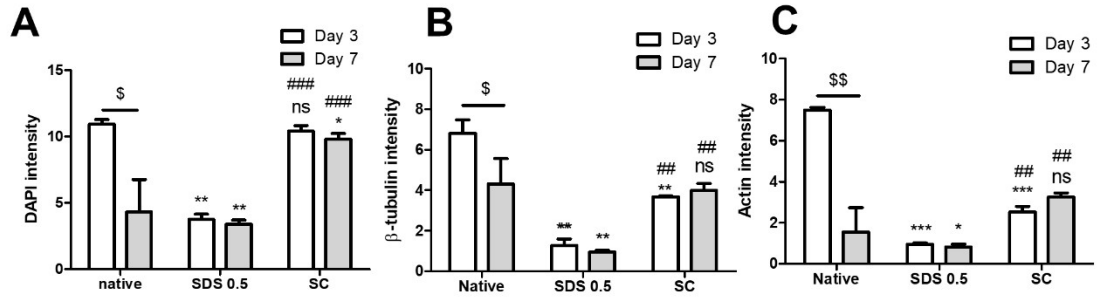 A
Day 3
Day 7
DAPI intensity
15
10
5
0
$
**
**
###
ns
###
*
native
SDS 0.5
SC
B
Day 3
Day 7
β-tubulin intensity
10
8
6
4
2
0
$
**
**
##
**
##
ns
Native
SDS 0.5
SC
C
Day 3
Day 7
Actin intensity
10
8
6
4
2
0
$$
***
*
##
***
##
ns
Native
SDS 0.5
SC